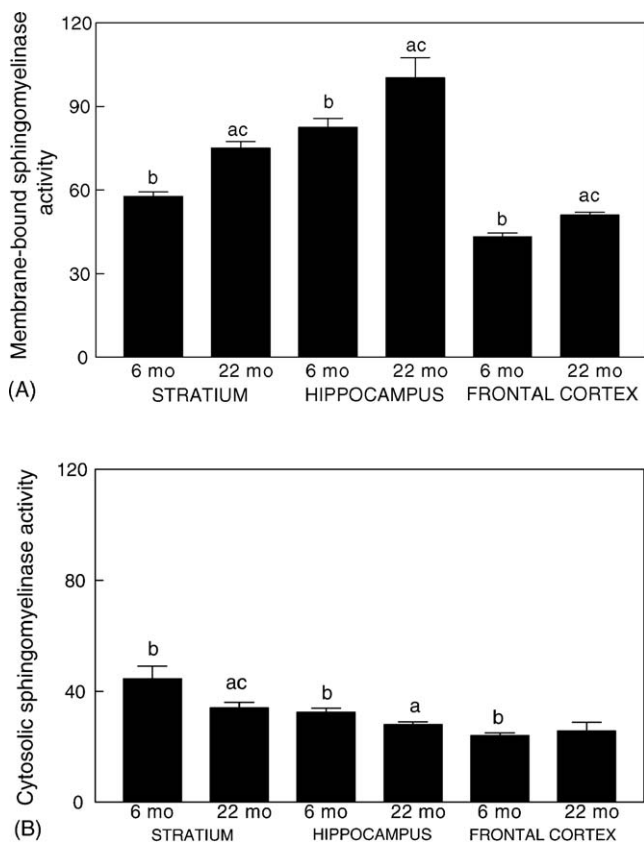 Membrane-bound sphingomyelinase
activity
120
90
60
30
0
b
ac
b
ac
b
ac
6 mo 22 mo 6 mo 22 mo 6 mo 22 mo
STRATIUM HIPPOCAMPUS FRONTAL CORTEX
(A)
Cytosolic sphingomyelinase activity
120
80
40
0
b
ac
b
a
b
6 mo 22 mo 6 mo 22 mo 6 mo 22 mo
STRATIUM HIPPOCAMPUS FRONTAL CORTEX
(B)